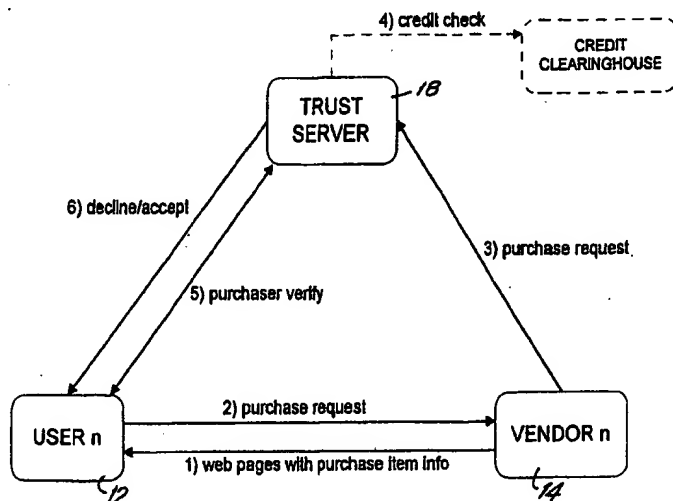 4) credit check
CREDIT
CLEARINGHOUSE
18
TRUST
SERVER
6) decline/accept
3) purchase request
5) purchaser verify
2) purchase request
USER n
VENDOR n
1) web pages with purchase item info
12
14